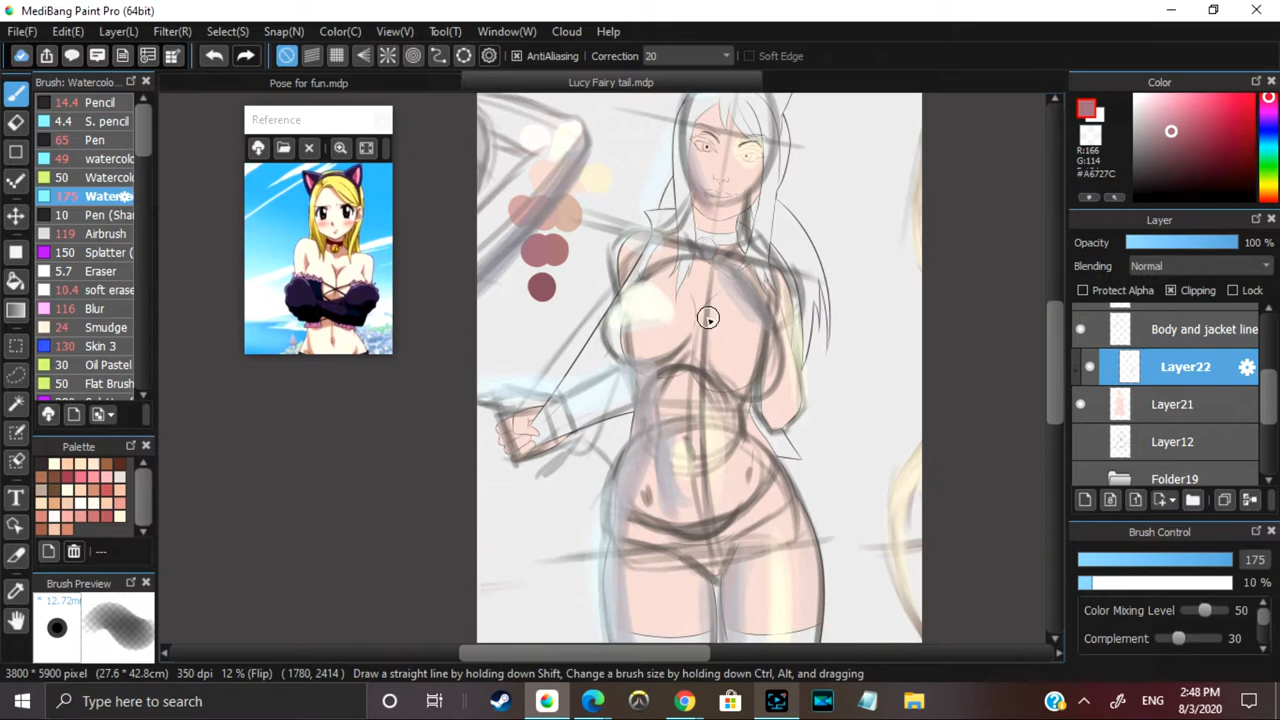 MediBang Paint Pro (64bit)
File(F) Edit(E) Layer(L) Filter(R) Select(S) Snap(N) Color(C) View(V) Tool(T) Window(W) Cloud Help
AntiAliasing Correction 20 Soft Edge
Brush: Watercolo...
Pose for fun.mdp
Lucy Fairy tail.mdp
Color
14.4 Pencil
4.4 S. pencil
65 Pen
49 watercolo
50 Watercolo
175 Waterc
10 Pen (Sha
119 Airbrush
150 Splatter (
5.7 Eraser
10.4 soft erase
116 Blur
24 Smudge
130 Skin 3
30 Oil Pastel
50 Flat Brush
Reference
R:166
G:114
#A6727C
Layer
Opacity 100 %
Blending Normal
Protect Alpha Clipping Lock
Body and jacket line
Layer22
Layer21
Layer12
Folder19
Palette
---
Brush Preview
* 12.72m
Brush Control
175
10 %
Color Mixing Level 50
Complement 30
3800 * 5900 pixel (27.6 * 42.8cm) 350 dpi 12 % (Flip) ( 1780, 2414) Draw a straight line by holding down Shift, Change a brush size by holding down Ctrl, Alt, and dragging
Type here to search
ENG
2:48 PM
8/3/2020